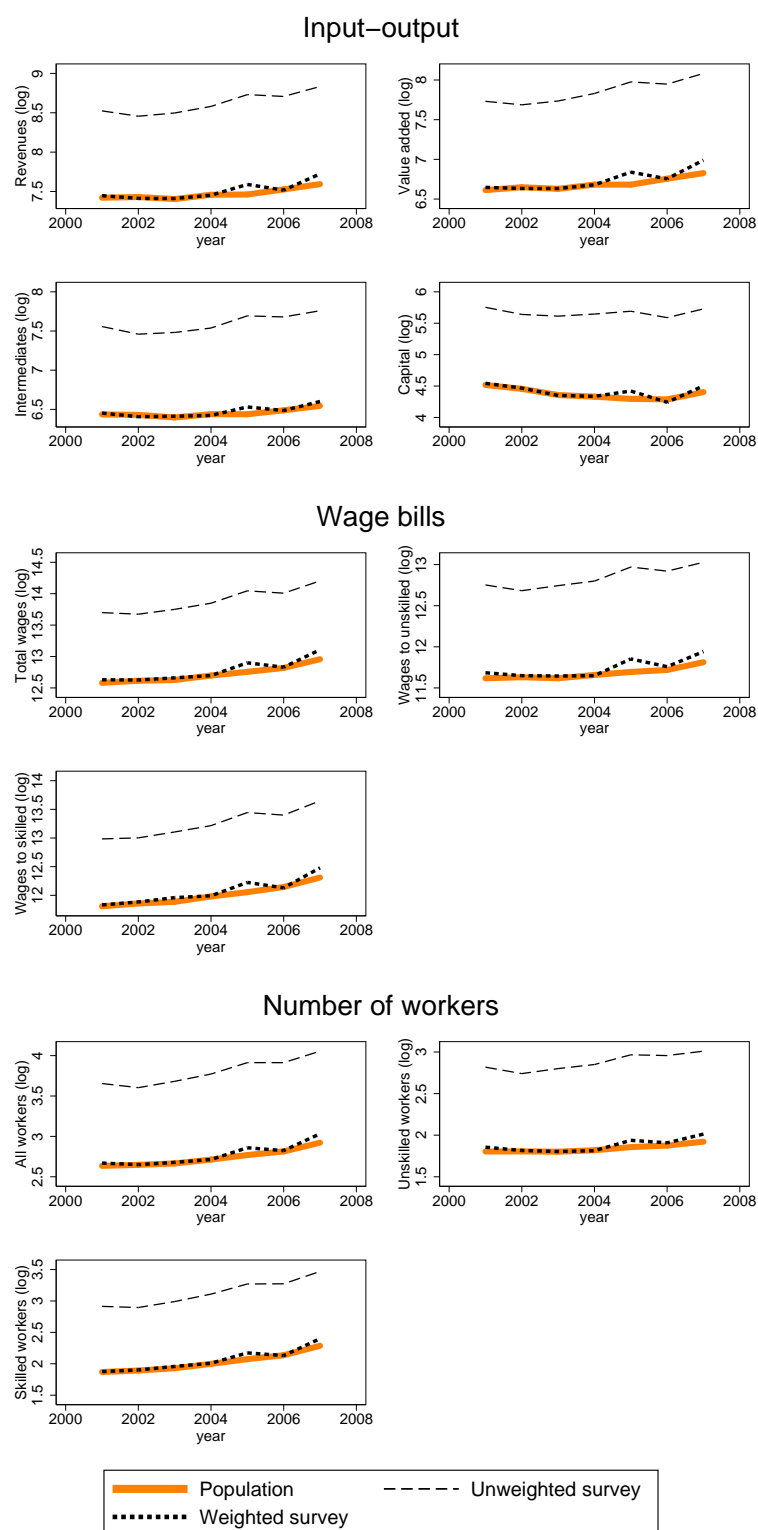 Input−output
Revenues (log)
7.5 8 8.5 9
2000 2002 2004 2006 2008
year
Value added (log)
6.5 7 7.5 8
2000 2002 2004 2006 2008
year
Intermediates (log)
6.5 7 7.5 8
2000 2002 2004 2006 2008
year
Capital (log)
4 4.5 5 5.5 6
2000 2002 2004 2006 2008
year
Wage bills
Total wages (log)
12.5 13 13.5 14 14.5
2000 2002 2004 2006 2008
year
Wages to unskilled (log)
11.5 12 12.5 13
2000 2002 2004 2006 2008
year
Wages to skilled (log)
12 12.5 13 13.5 14
2000 2002 2004 2006 2008
year
Number of workers
All workers (log)
2.5 3 3.5 4
2000 2002 2004 2006 2008
year
Unskilled workers (log)
1.5 2 2.5 3
2000 2002 2004 2006 2008
year
Skilled workers (log)
1.5 2 2.5 3 3.5
2000 2002 2004 2006 2008
year
Population
Unweighted survey
Weighted survey